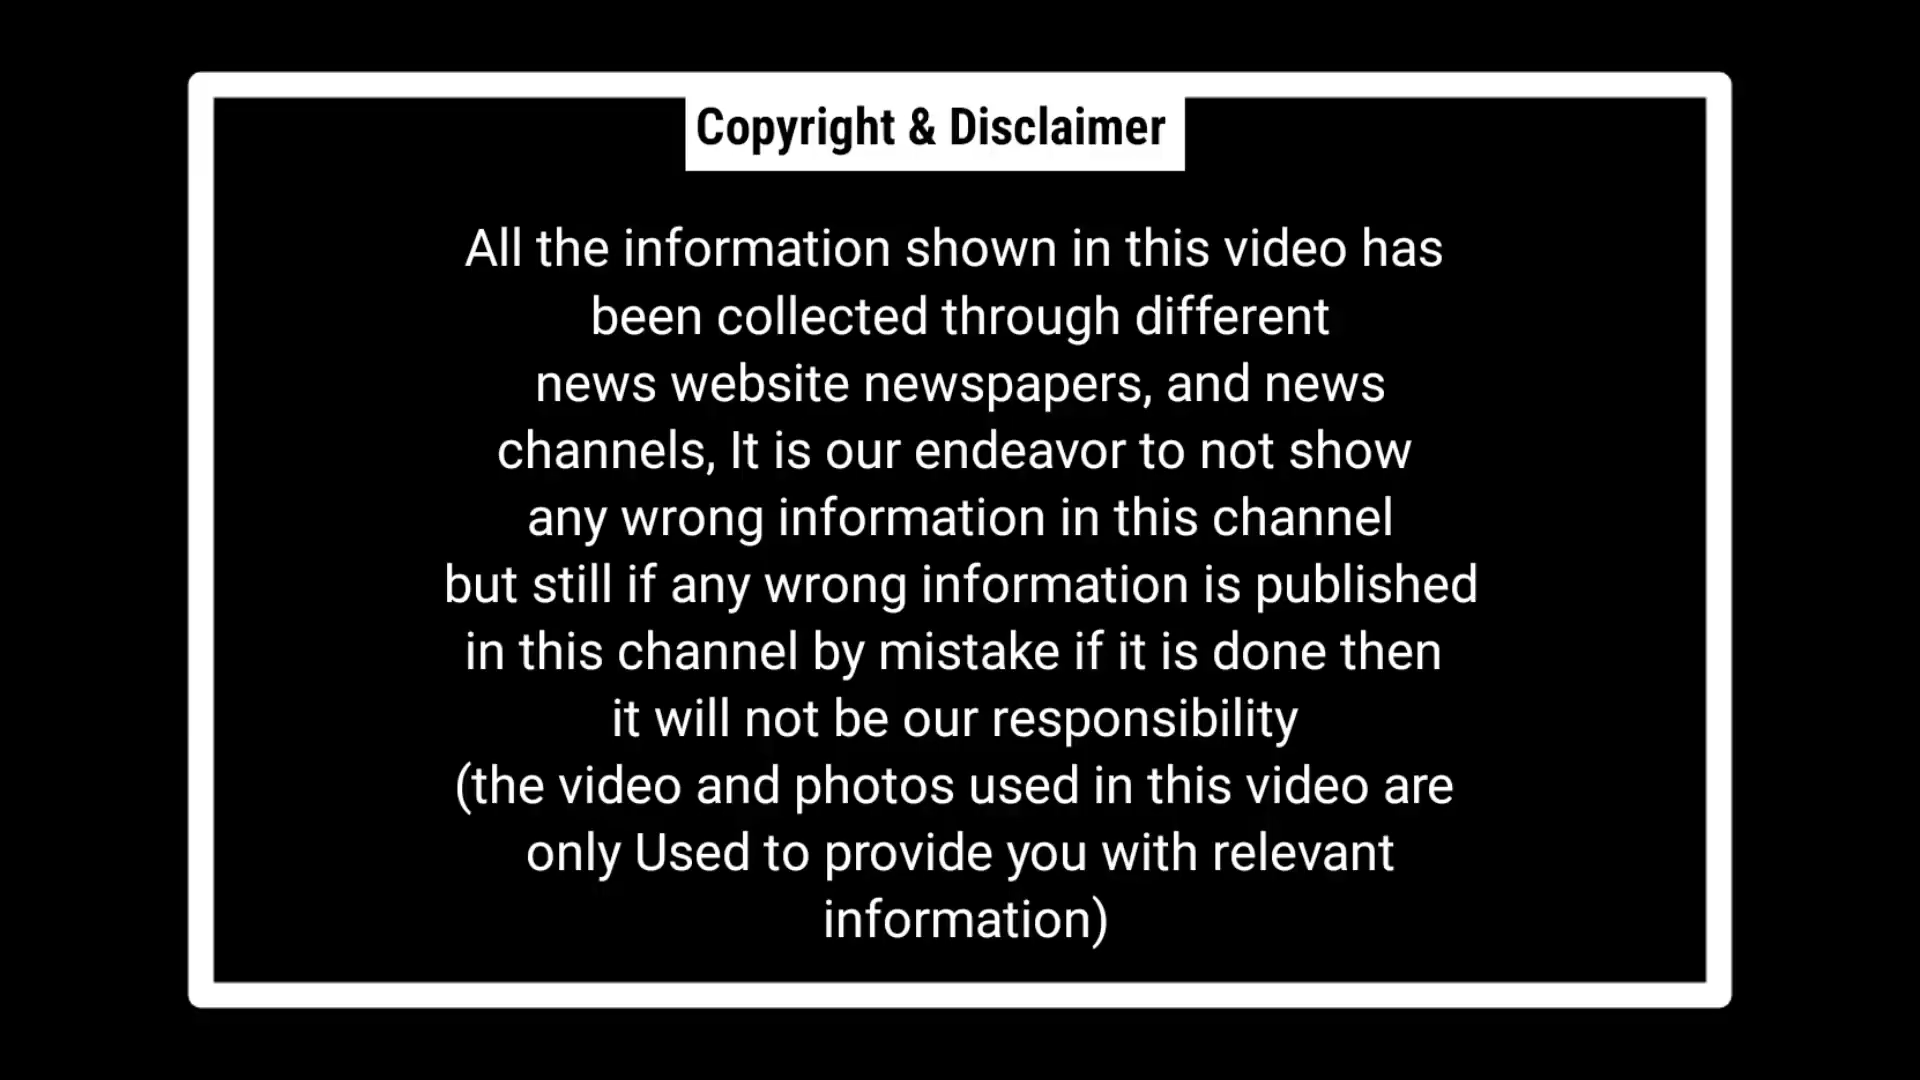 Copyright & Disclaimer
All the information shown in this video has
been collected through different
news website newspapers, and news
channels, It is our endeavor to not show
any wrong information in this channel
but still if any wrong information is published
in this channel by mistake if it is done then
it will not be our responsibility
(the video and photos used in this video are
only Used to provide you with relevant
information)